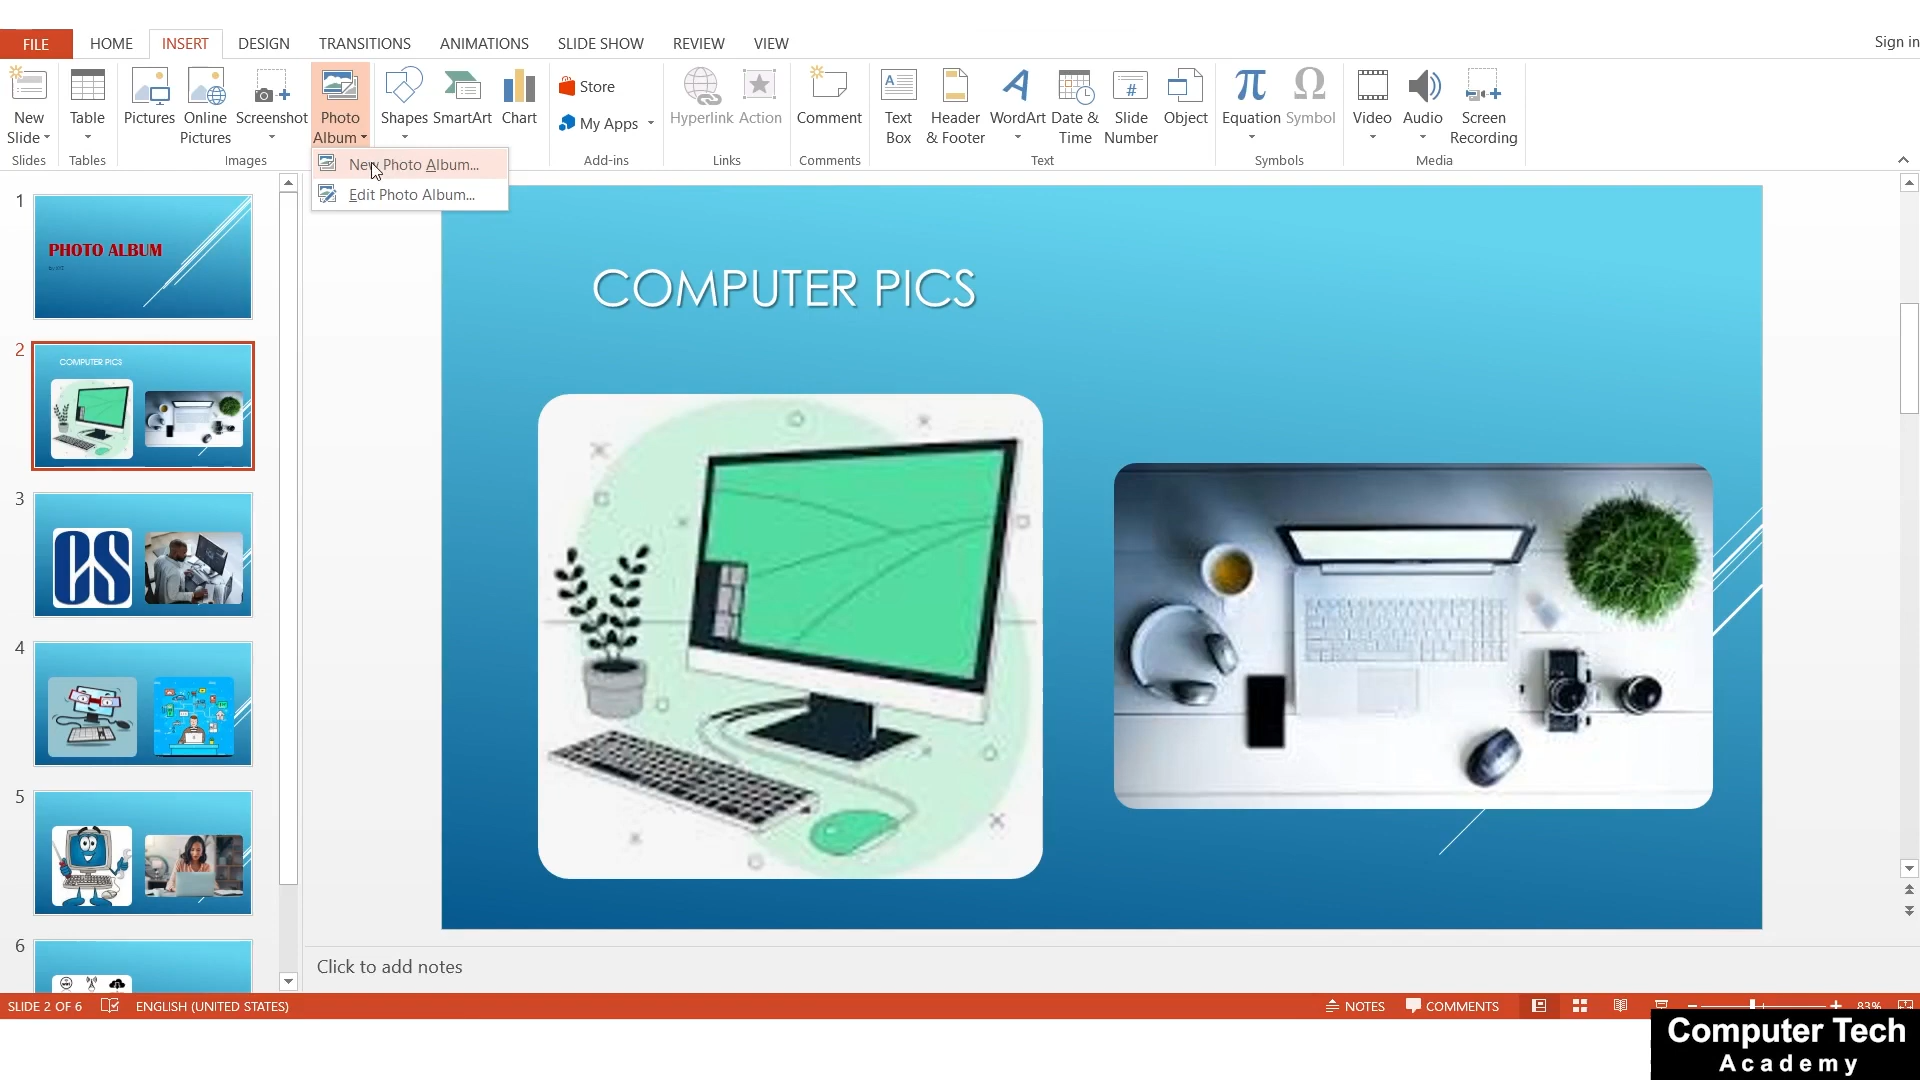 FILE HOME INSERT DESIGN TRANSITIONS ANIMATIONS SLIDE SHOW REVIEW VIEW
Sign in
New
Slide
Table
Pictures
Online
Pictures
Screenshot
Photo
Album
Shapes
SmartArt
Chart
Store
My Apps
Hyperlink
Action
Comment
Text
Box
Header
& Footer
WordArt
Date &
Time
Slide
Number
Object
Equation
Symbol
Video
Audio
Screen
Recording
Slides Tables Images Add-ins Links Comments Text Symbols Media
New Photo Album...
Edit Photo Album...
1
PHOTO ALBUM
2
COMPUTER PICS
3
CS
4
5
6
COMPUTER PICS
Click to add notes
SLIDE 2 OF 6 ENGLISH (UNITED STATES) NOTES COMMENTS 83%
Computer Tech
Academy